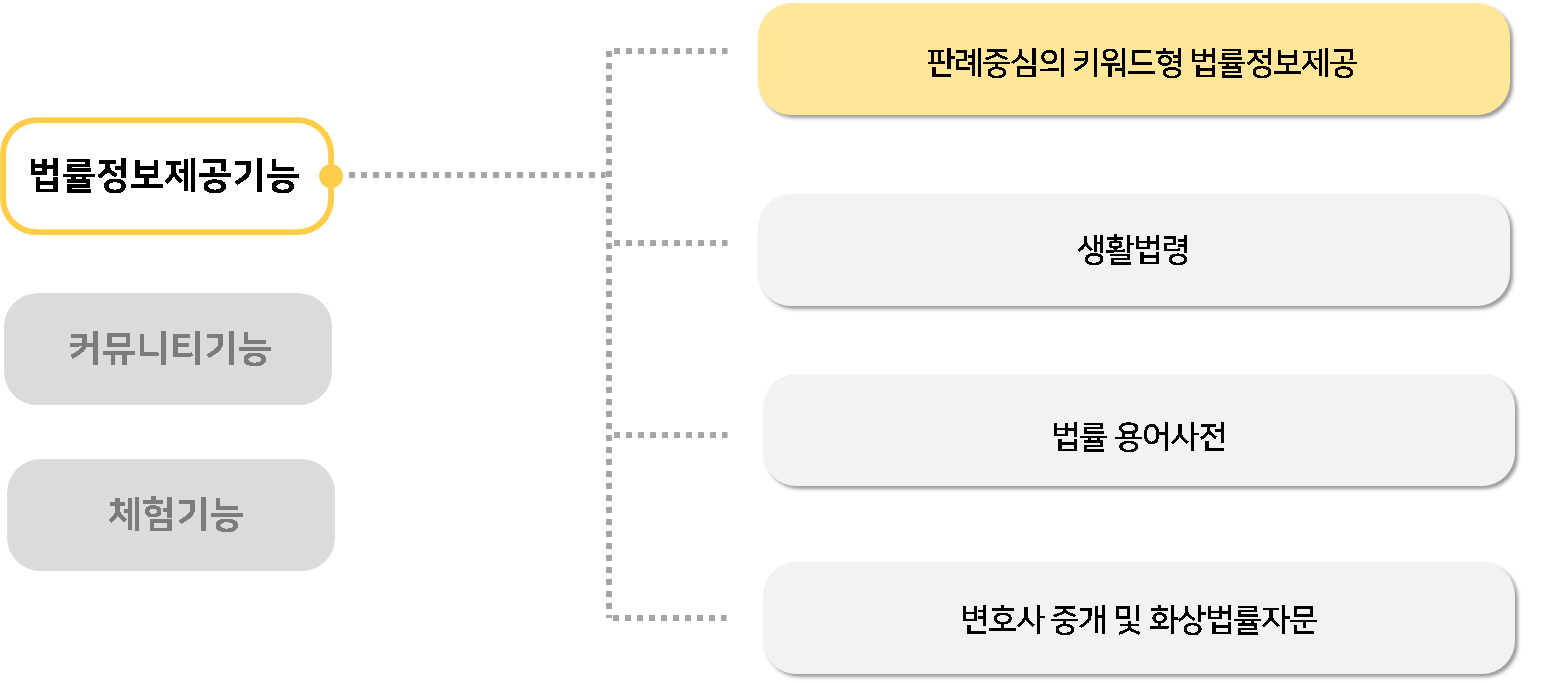 법률정보제공기능
커뮤니티기능
체험기능
판례중심의 키워드형 법률정보제공
생활법령
법률 용어사전
변호사 중개 및 화상법률자문